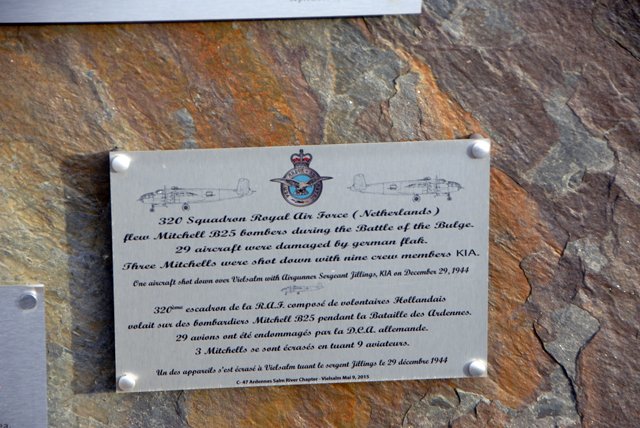 320 Squadron Royal Air Force (Netherlands)
flew Mitchell B25 bombers during the Battle of the Bulge.
29 aircraft were damaged by german flak.
Three Mitchells were shot down with nine crew members KIA.
One aircraft shot down over Vielsalm with Airgunner Sergeant Jillings, KIA on December 29, 1944
320ième escadron de la R.A.F. composé de volontaires Hollandais
volait sur des bombardiers Mitchell B25 pendant la Bataille des Ardennes.
29 avions ont été endommagés par la D.C.A. allemande.
3 Mitchells se sont écrasés en tuant 9 aviateurs.
Un des appareils s'est écrasé à Vielsalm tuant le sergent Jillings le 29 décembre 1944
C-47 Ardennes Salm River Chapter - Vielsalm Mai 9, 2015